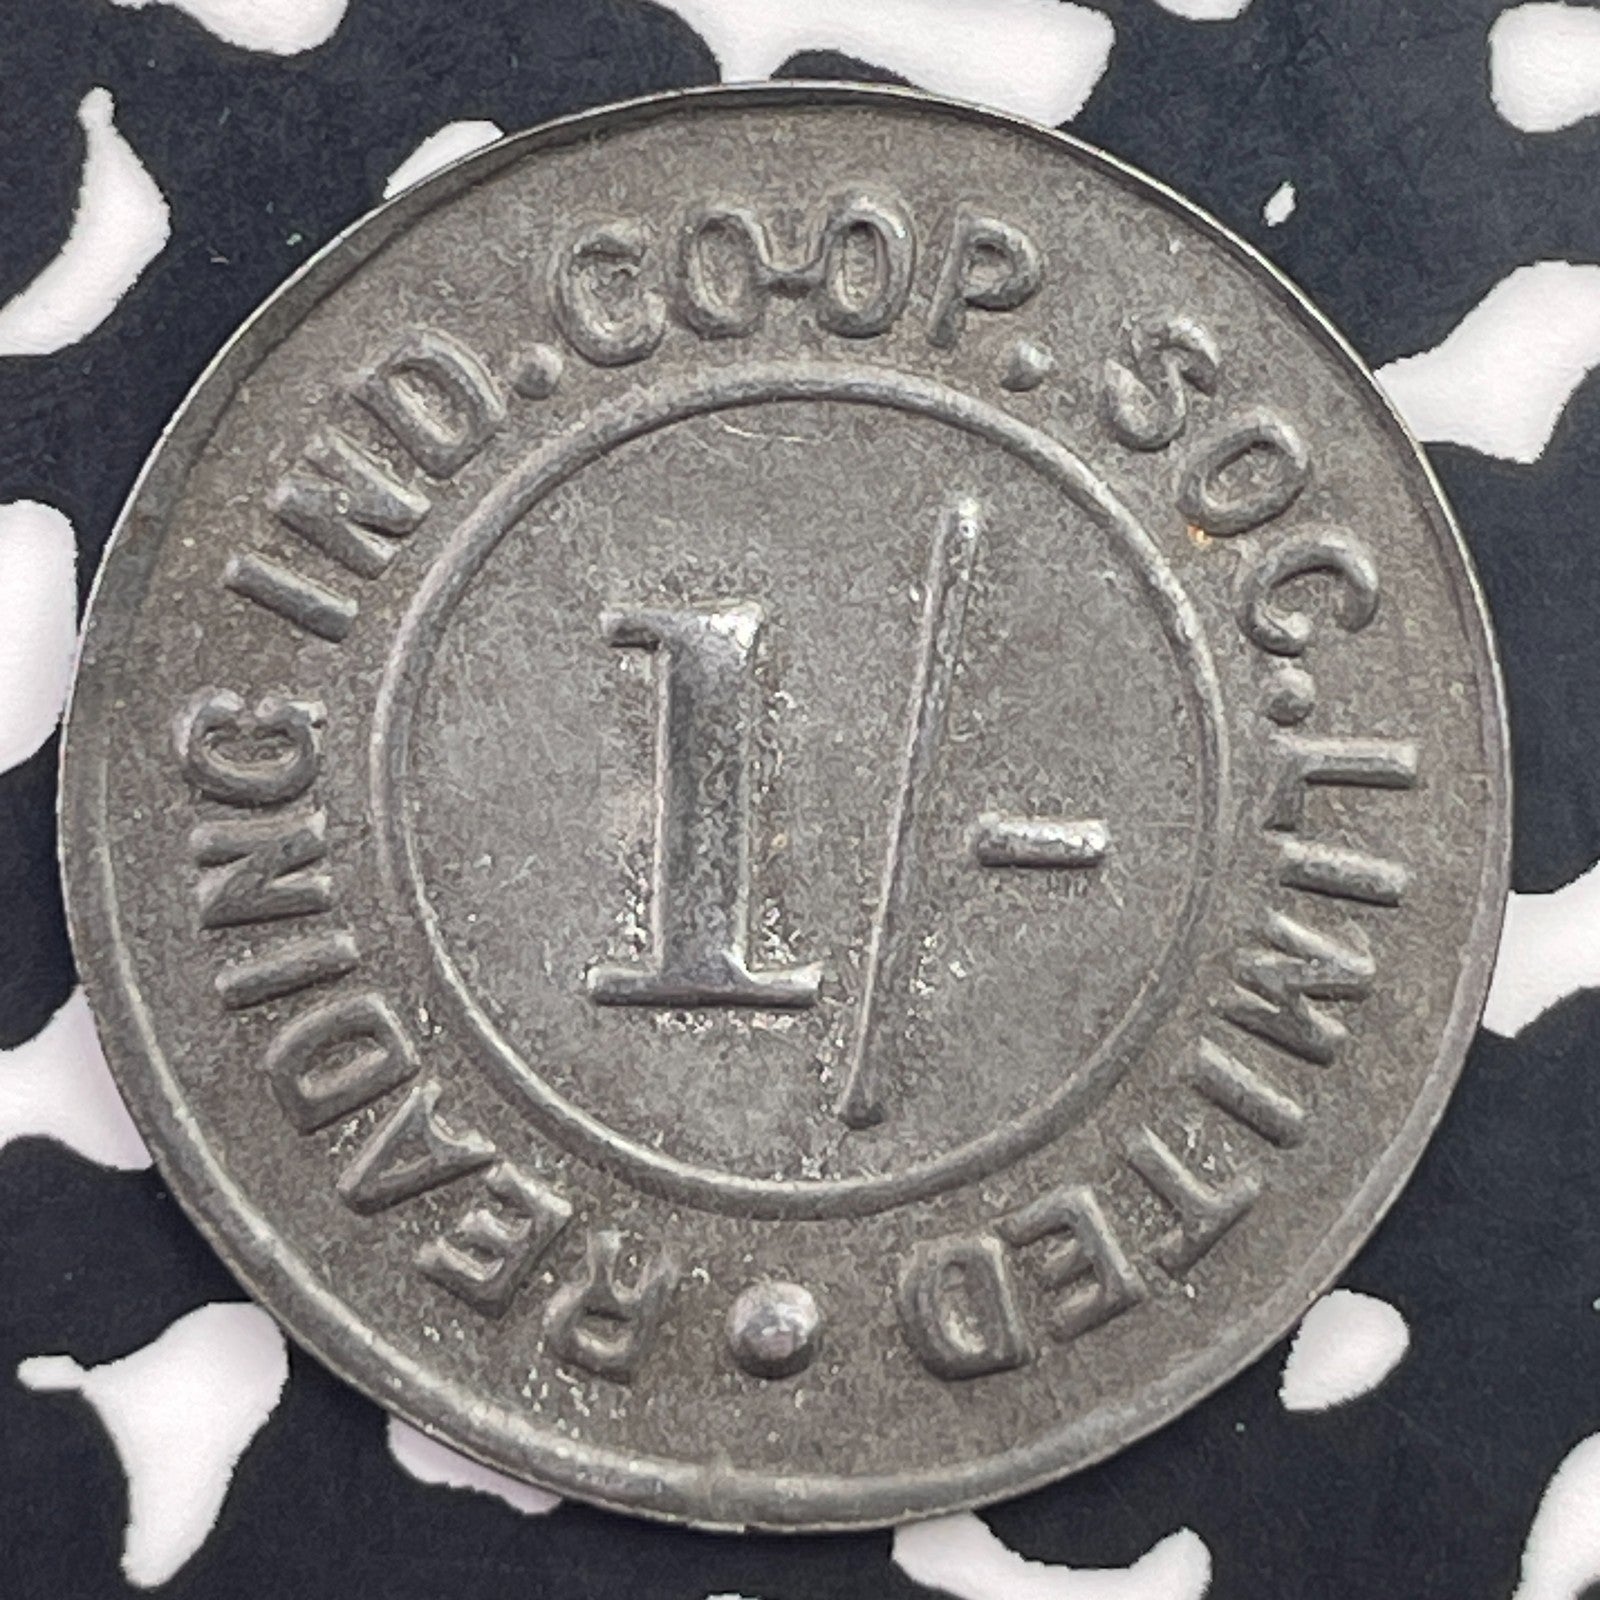 READING IND. CO-OP. SOC. LIMITED
1/-